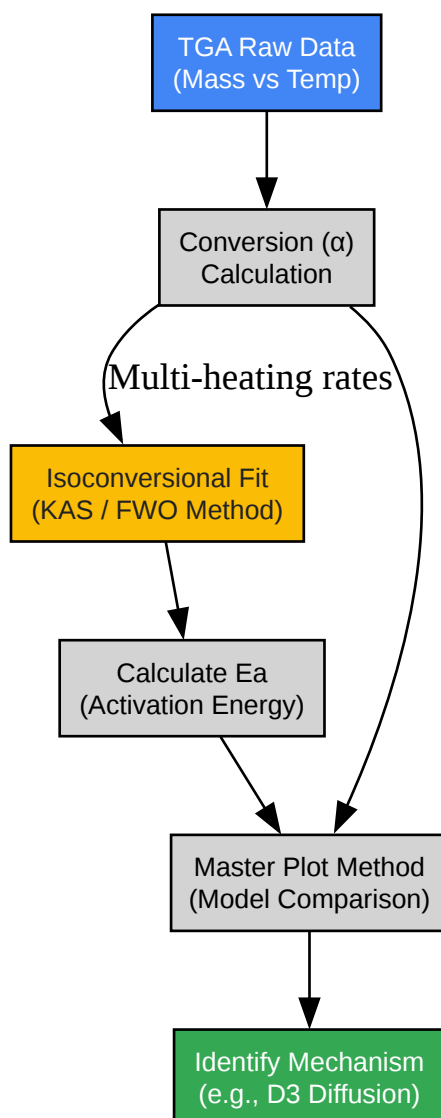 TGA Raw Data
(Mass vs Temp)
Conversion (α)
Calculation
Multi-heating rates
Isoconversional Fit
(KAS / FWO Method)
Calculate Ea
(Activation Energy)
Master Plot Method
(Model Comparison)
Identify Mechanism
(e.g., D3 Diffusion)